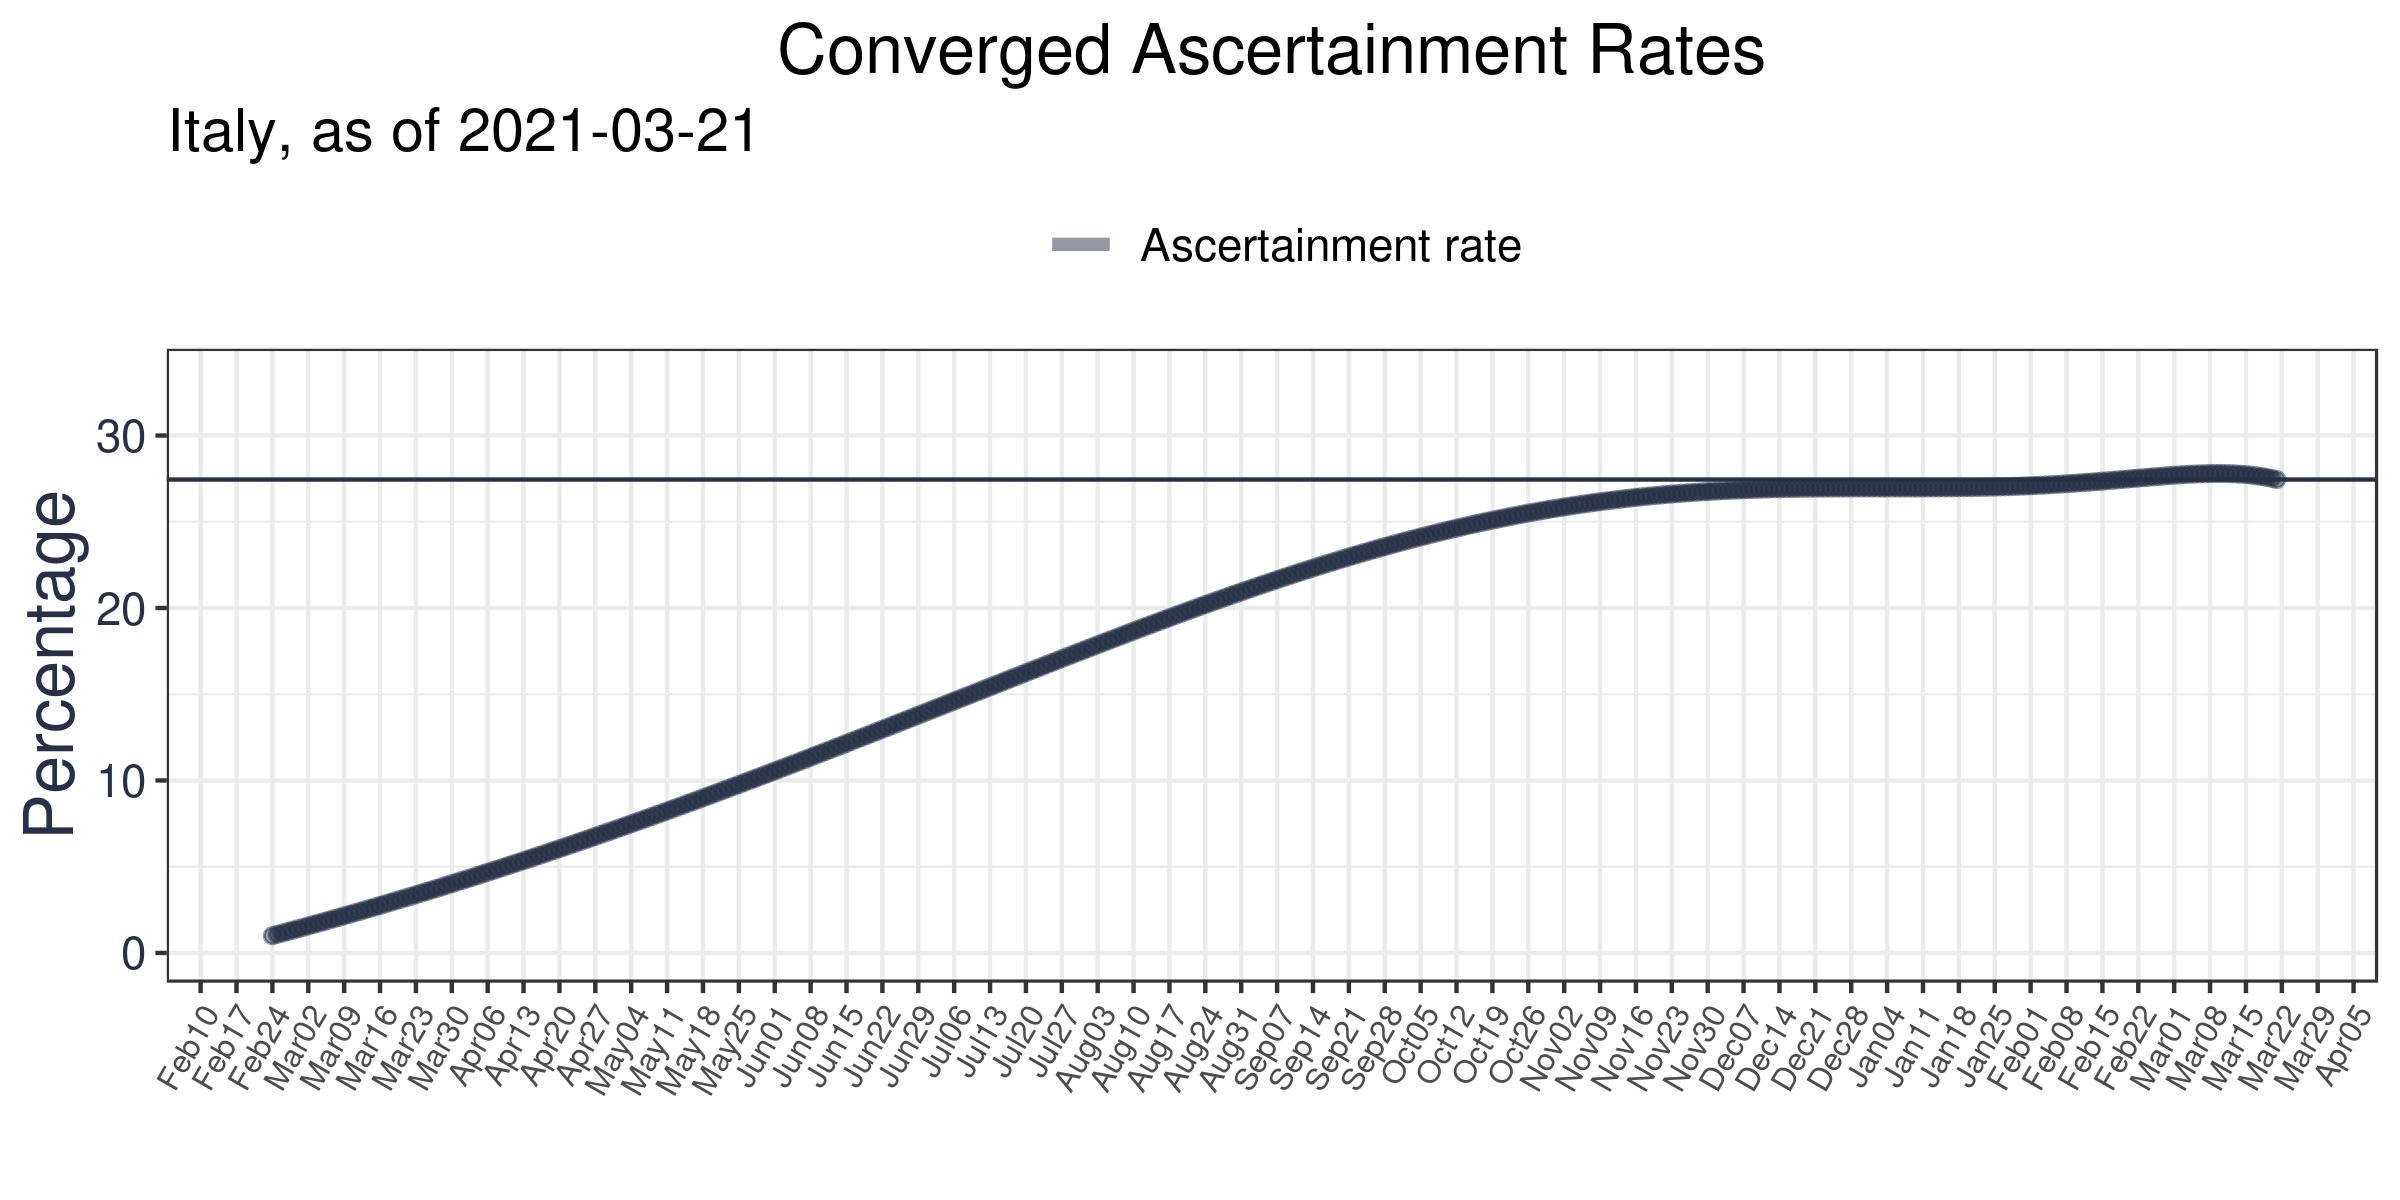 Converged Ascertainment Rates
Italy, as of 2021-03-21
Ascertainment rate
Percentage
30
20
10
0
Feb10 Feb17 Feb24 Mar02 Mar09 Mar16 Mar23 Mar30 Apr06 Apr13 Apr20 Apr27 May04 May11 May18 May25 Jun01 Jun08 Jun15 Jun22 Jun29 Jul06 Jul13 Jul20 Jul27 Aug03 Aug10 Aug17 Aug24 Aug31 Sep07 Sep14 Sep21 Sep28 Oct05 Oct12 Oct19 Oct26 Nov02 Nov09 Nov16 Nov23 Nov30 Dec07 Dec14 Dec21 Dec28 Jan04 Jan11 Jan18 Jan25 Feb01 Feb08 Feb15 Feb22 Mar01 Mar08 Mar15 Mar22 Mar29 Apr05